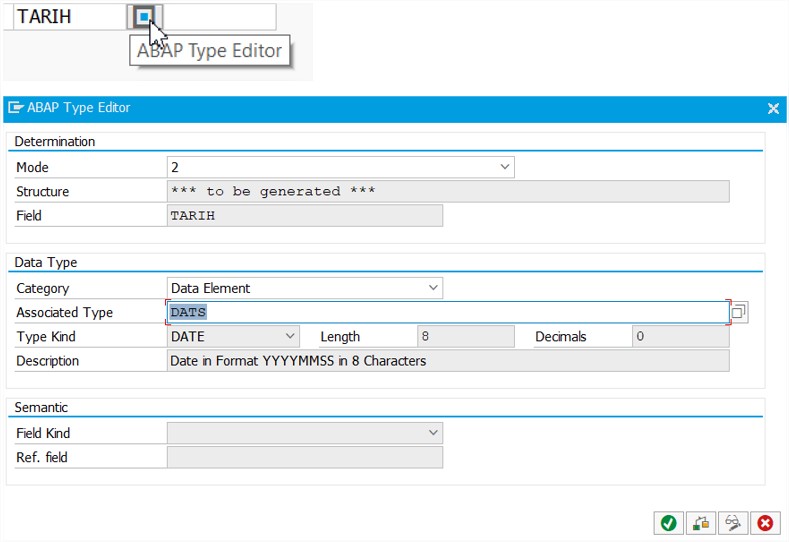 TARIH
ABAP Type Editor
ABAP Type Editor
Determination
Mode 2
Structure *** to be generated ***
Field TARIH
Data Type
Category Data Element
Associated Type DATS
Type Kind DATE Length 8 Decimals 0
Description Date in Format YYYYMMSS in 8 Characters
Semantic
Field Kind
Ref. field